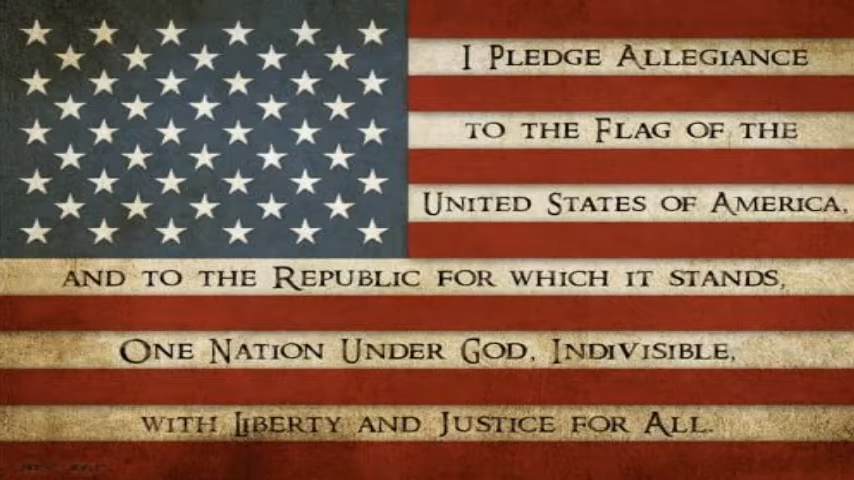 I Pledge Allegiance
to the Flag of the
United States of America,
and to the Republic for which it stands,
One Nation Under God, Indivisible,
with Liberty and Justice for All.